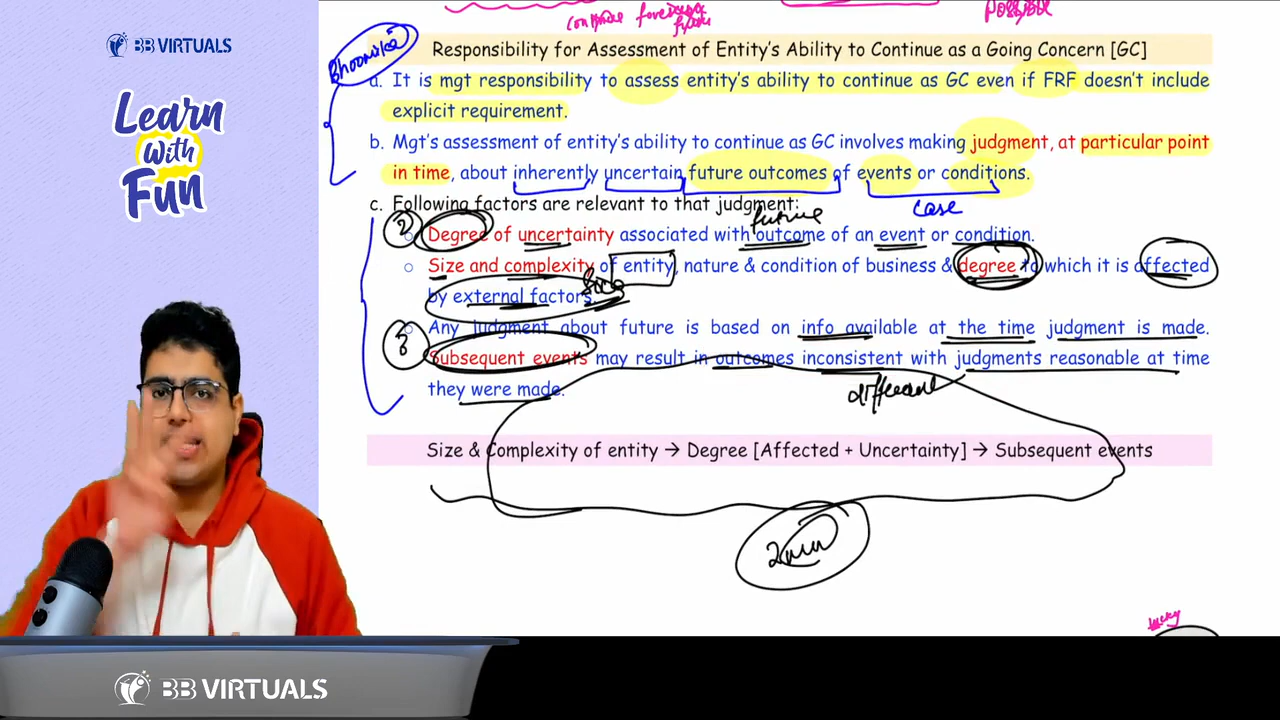 continue foreseeable future
possible
BB VIRTUALS
Learn
With
Fun
Bhoomika
Responsibility for Assessment of Entity's Ability to Continue as a Going Concern [GC]
a. It is mgt responsibility to assess entity's ability to continue as GC even if FRF doesn't include
explicit requirement.
b. Mgt's assessment of entity's ability to continue as GC involves making judgment, at particular point
in time, about inherently uncertain future outcomes of events or conditions.
c. Following factors are relevant to that judgment:
future
case
2
Degree of uncertainty associated with outcome of an event or condition.
Size and complexity of entity, nature & condition of business & degree to which it is affected
by external factors.
Any judgment about future is based on info available at the time judgment is made.
3
Subsequent events may result in outcomes inconsistent with judgments reasonable at time
they were made.
different
Size & Complexity of entity → Degree [Affected + Uncertainty] → Subsequent events
BB VIRTUALS